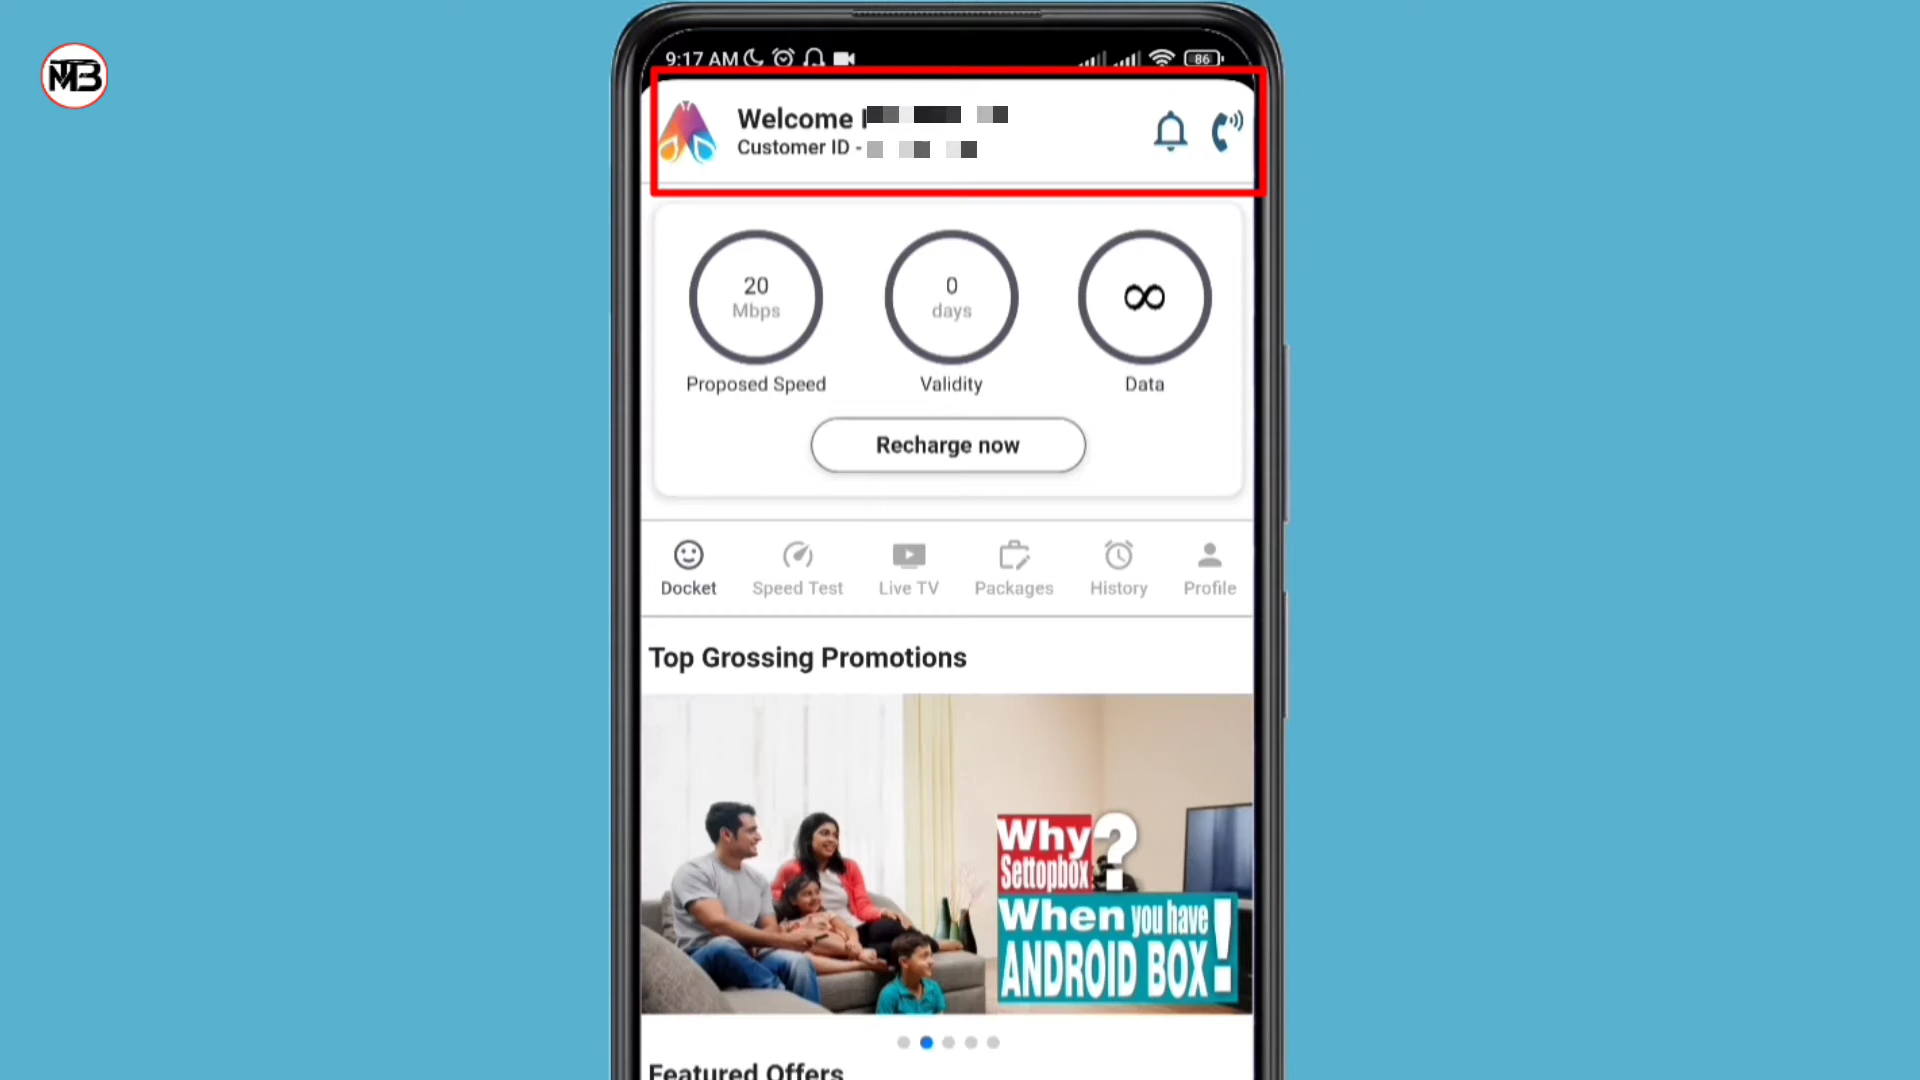 MTB
9:17 AM
86
Welcome
Customer ID -
20
Mbps
0
days
∞
Proposed Speed
Validity
Data
Recharge now
Docket
Speed Test
Live TV
Packages
History
Profile
Top Grossing Promotions
Why ?
Settopbox
When you have
ANDROID BOX !
Featured Offers